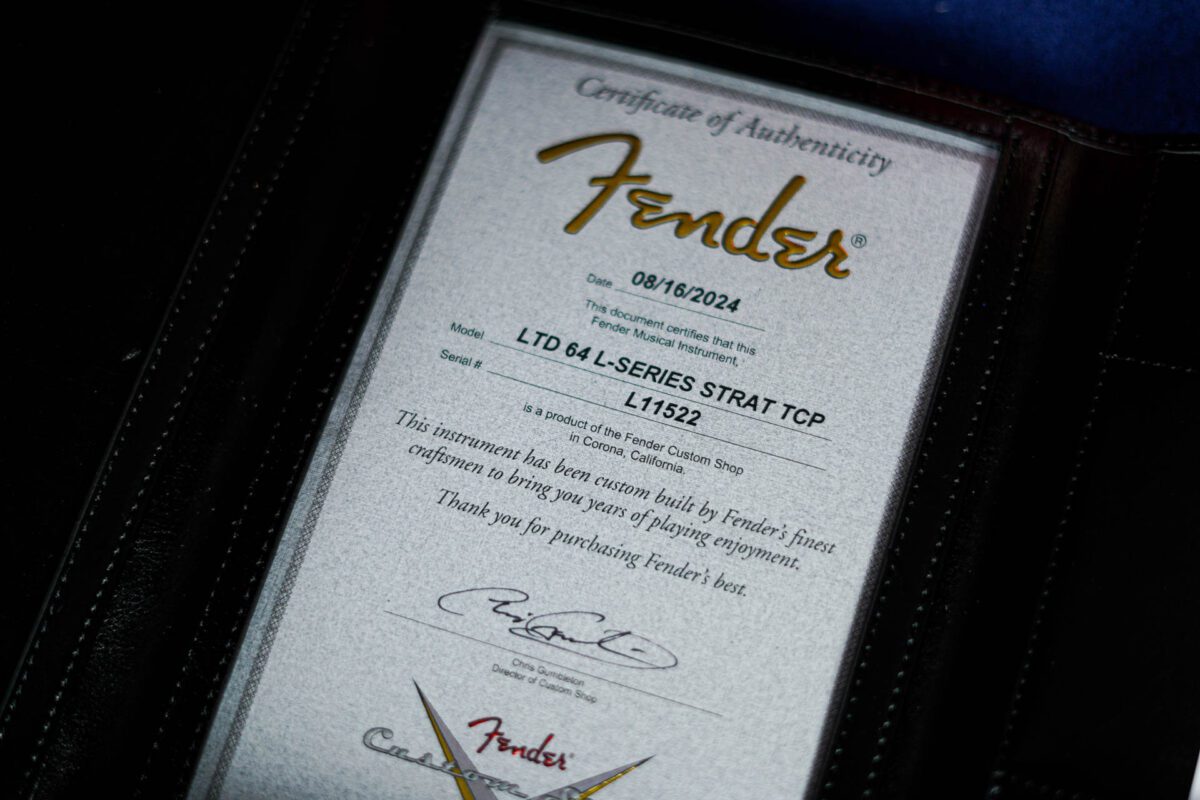 Certificate of Authenticity
Fender®
Date 08/16/2024
This document certifies that this
Fender Musical Instrument,
Model LTD 64 L-SERIES STRAT TCP
Serial # L11522
is a product of the Fender Custom Shop
in Corona, California.
This instrument has been custom built by Fender's finest
craftsmen to bring you years of playing enjoyment.
Thank you for purchasing Fender's best.
Chris Gumbleton
Director of Custom Shop
Fender®
Custom S